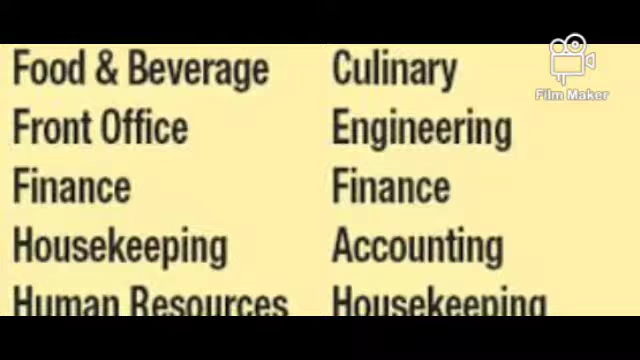 Food & Beverage
Front Office
Finance
Housekeeping
Human Resources
Culinary
Engineering
Finance
Accounting
Housekeeping
Film Maker